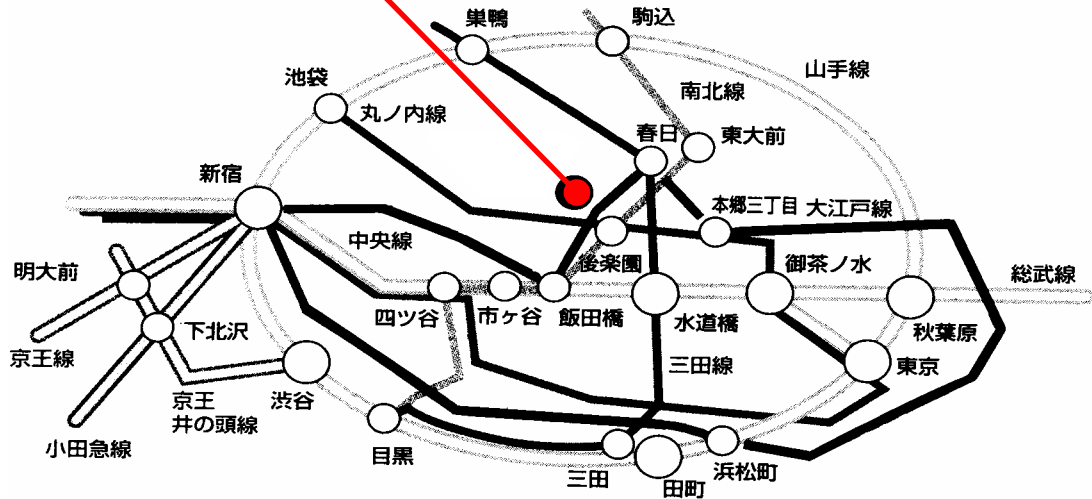 巣鴨
駒込
山手線
池袋
南北線
丸ノ内線
春日
東大前
新宿
本郷三丁目
大江戸線
中央線
後楽園
御茶ノ水
明大前
総武線
四ツ谷
市ヶ谷
飯田橋
水道橋
下北沢
秋葉原
京王線
三田線
東京
京王
井の頭線
渋谷
小田急線
目黒
三田
田町
浜松町